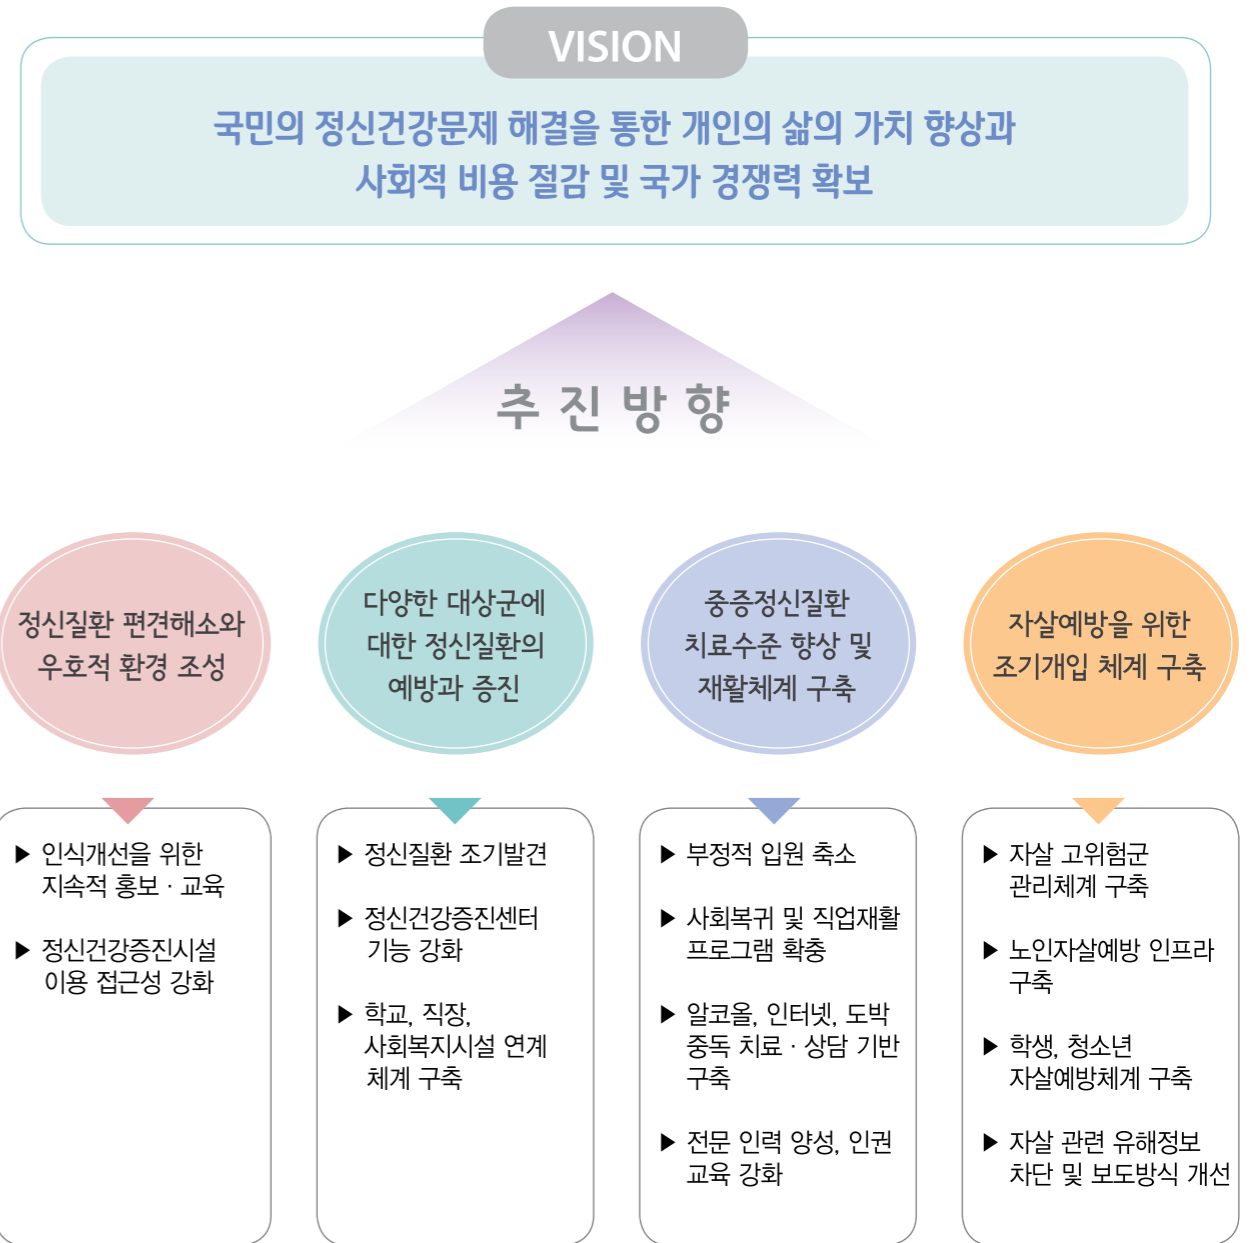 VISION
국민의 정신건강문제 해결을 통한 개인의 삶의 가치 향상과
사회적 비용 절감 및 국가 경쟁력 확보
추 진 방 향
정신질환 편견해소와
우호적 환경 조성
▶ 인식개선을 위한
지속적 홍보 · 교육
▶ 정신건강증진시설
이용 접근성 강화
다양한 대상군에
대한 정신질환의
예방과 증진
▶ 정신질환 조기발견
▶ 정신건강증진센터
기능 강화
▶ 학교, 직장,
사회복지시설 연계
체계 구축
중증정신질환
치료수준 향상 및
재활체계 구축
▶ 부정적 입원 축소
▶ 사회복귀 및 직업재활
프로그램 확충
▶ 알코올, 인터넷, 도박
중독 치료 · 상담 기반
구축
▶ 전문 인력 양성, 인권
교육 강화
자살예방을 위한
조기개입 체계 구축
▶ 자살 고위험군
관리체계 구축
▶ 노인자살예방 인프라
구축
▶ 학생, 청소년
자살예방체계 구축
▶ 자살 관련 유해정보
차단 및 보도방식 개선